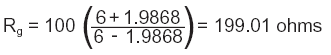 Rg = 100 (6 + 1.9868 / 6 - 1.9868) = 199.01 ohms